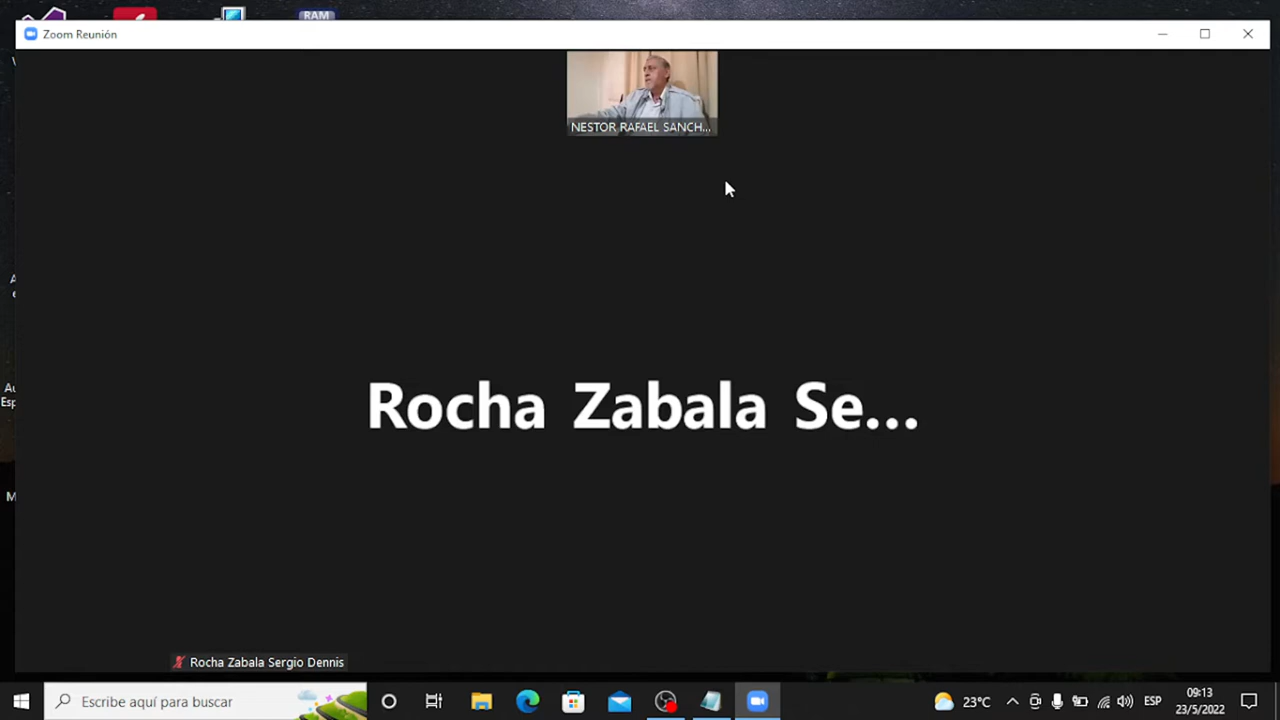 RAM
Zoom Reunión
NESTOR RAFAEL SANCH...
Rocha Zabala Se...
Rocha Zabala Sergio Dennis
Escribe aquí para buscar
23°C
ESP
09:13
23/5/2022